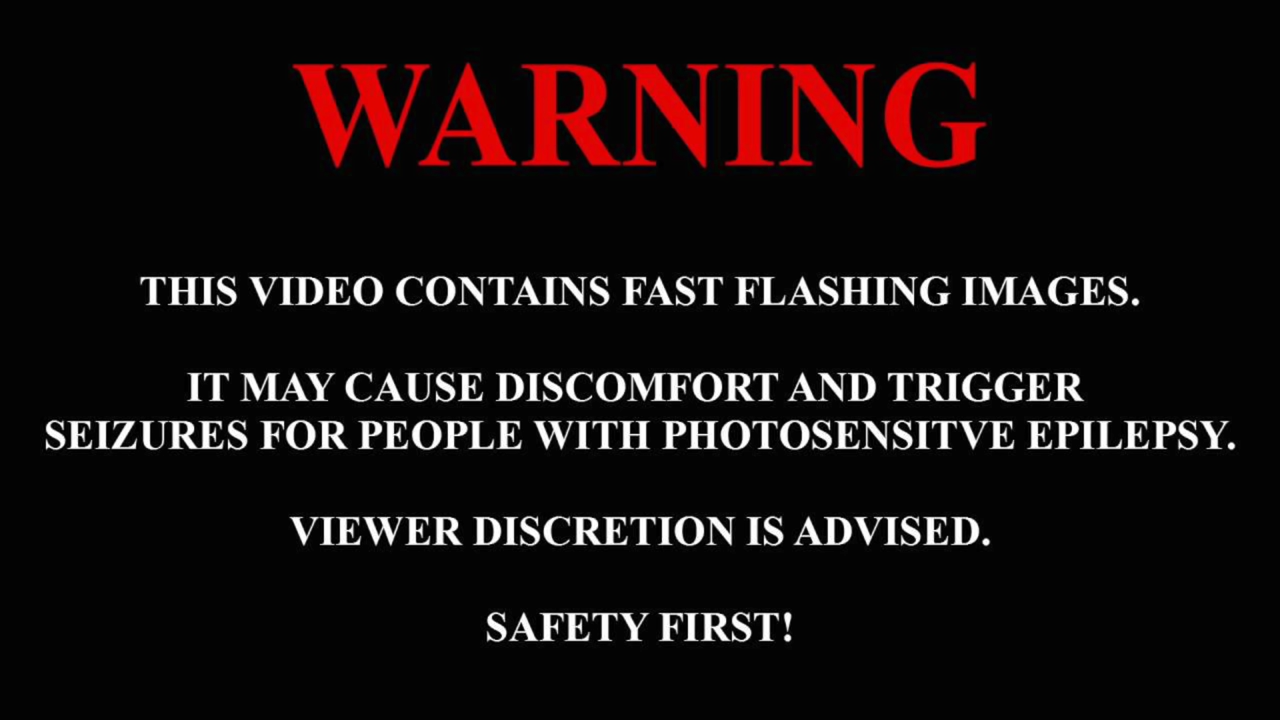 WARNING
THIS VIDEO CONTAINS FAST FLASHING IMAGES.
IT MAY CAUSE DISCOMFORT AND TRIGGER
SEIZURES FOR PEOPLE WITH PHOTOSENSITVE EPILEPSY.
VIEWER DISCRETION IS ADVISED.
SAFETY FIRST!